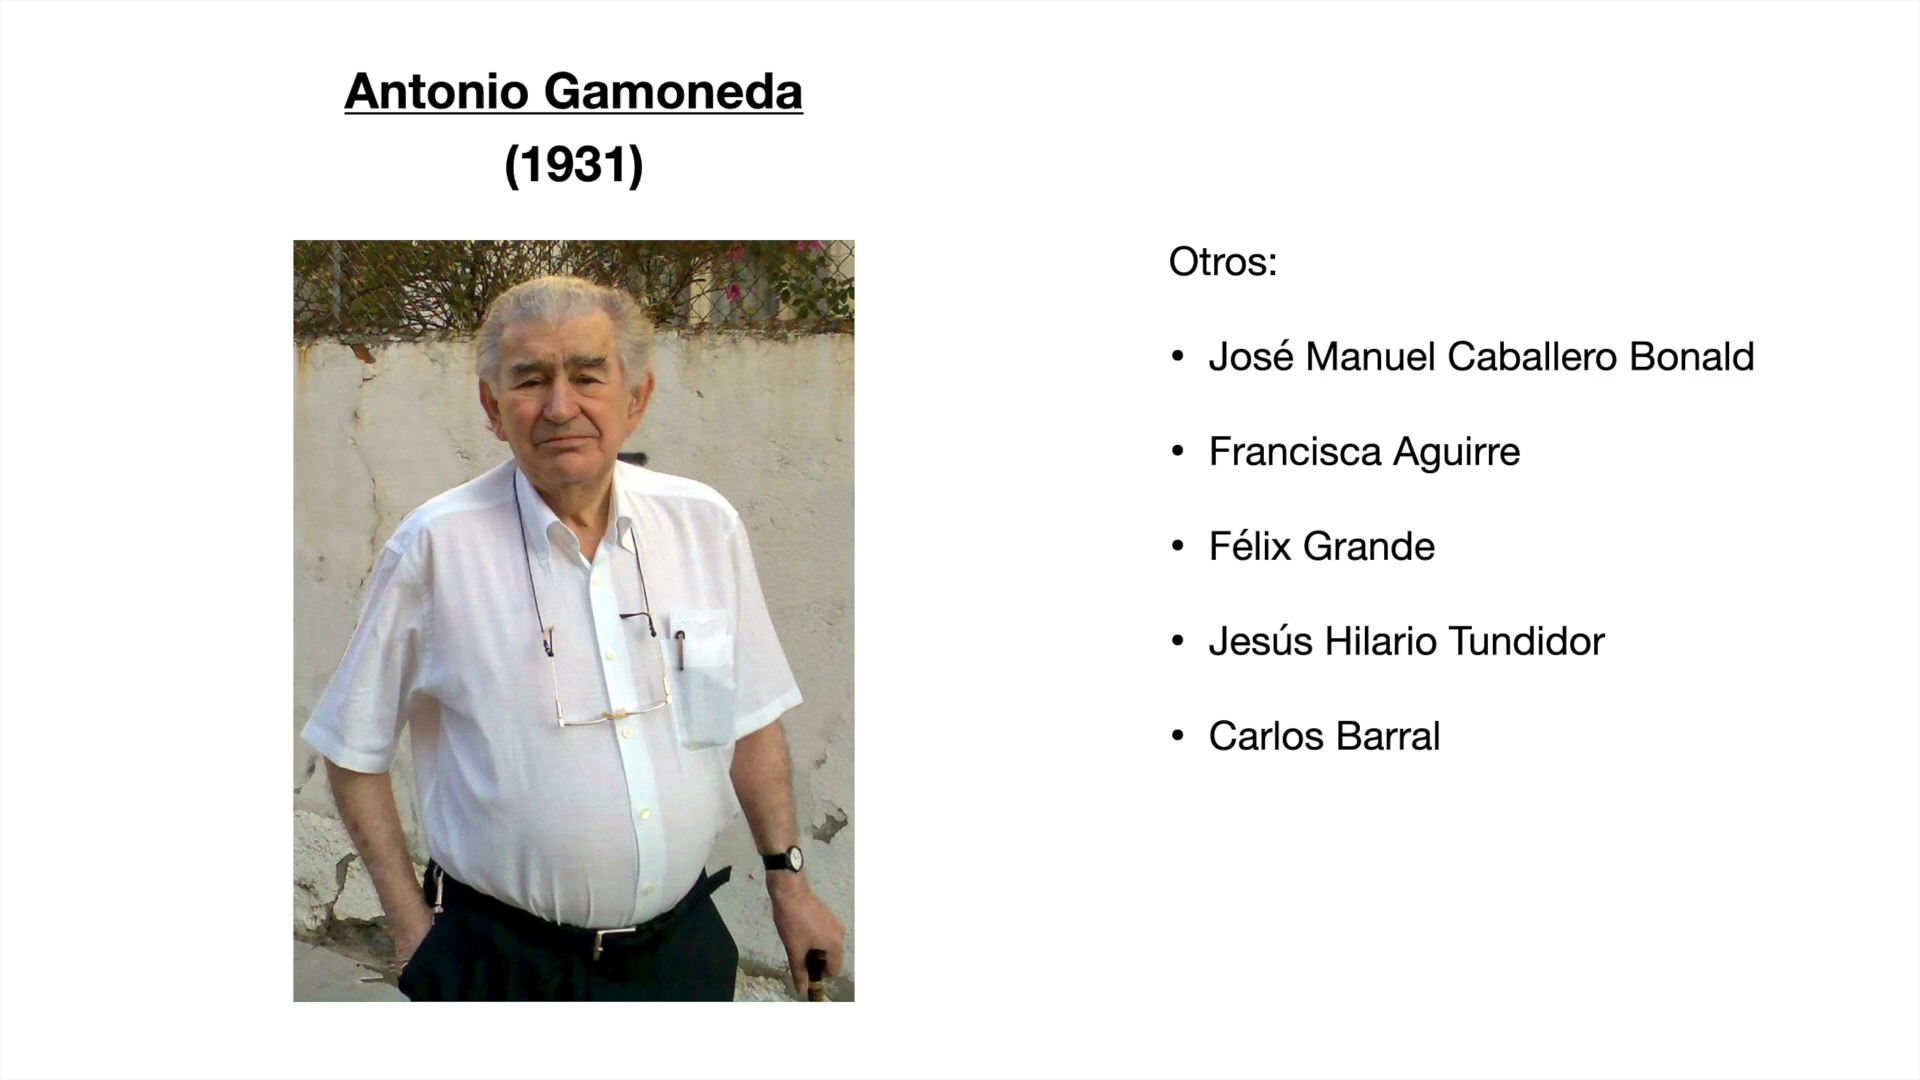 Antonio Gamoneda
(1931)
Otros:
• José Manuel Caballero Bonald
• Francisca Aguirre
• Félix Grande
• Jesús Hilario Tundidor
• Carlos Barral